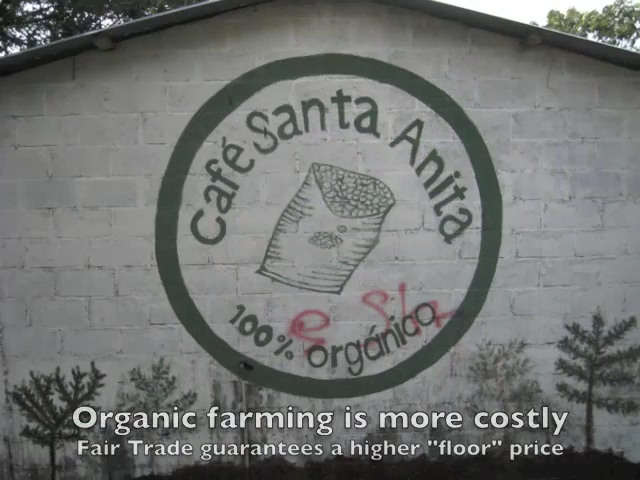 Café Santa Anita
100% orgánico
Organic farming is more costly
Fair Trade guarantees a higher "floor" price